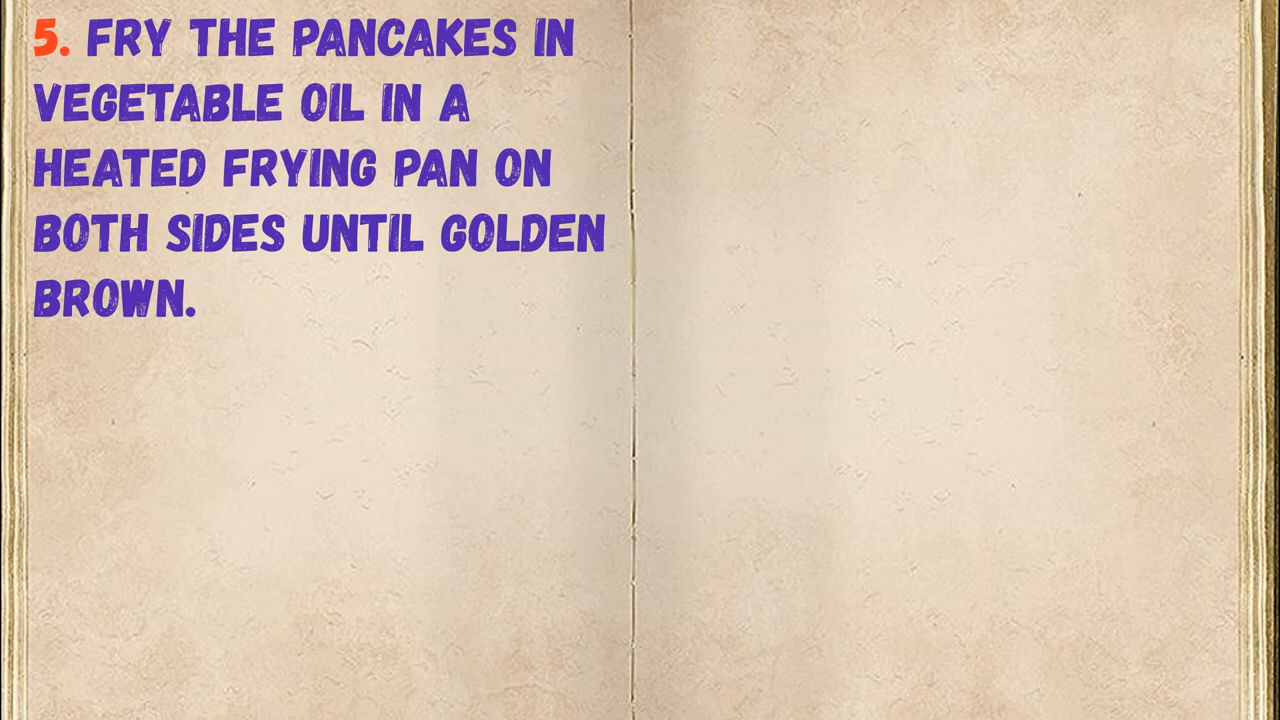 5. FRY THE PANCAKES IN
VEGETABLE OIL IN A
HEATED FRYING PAN ON
BOTH SIDES UNTIL GOLDEN
BROWN.